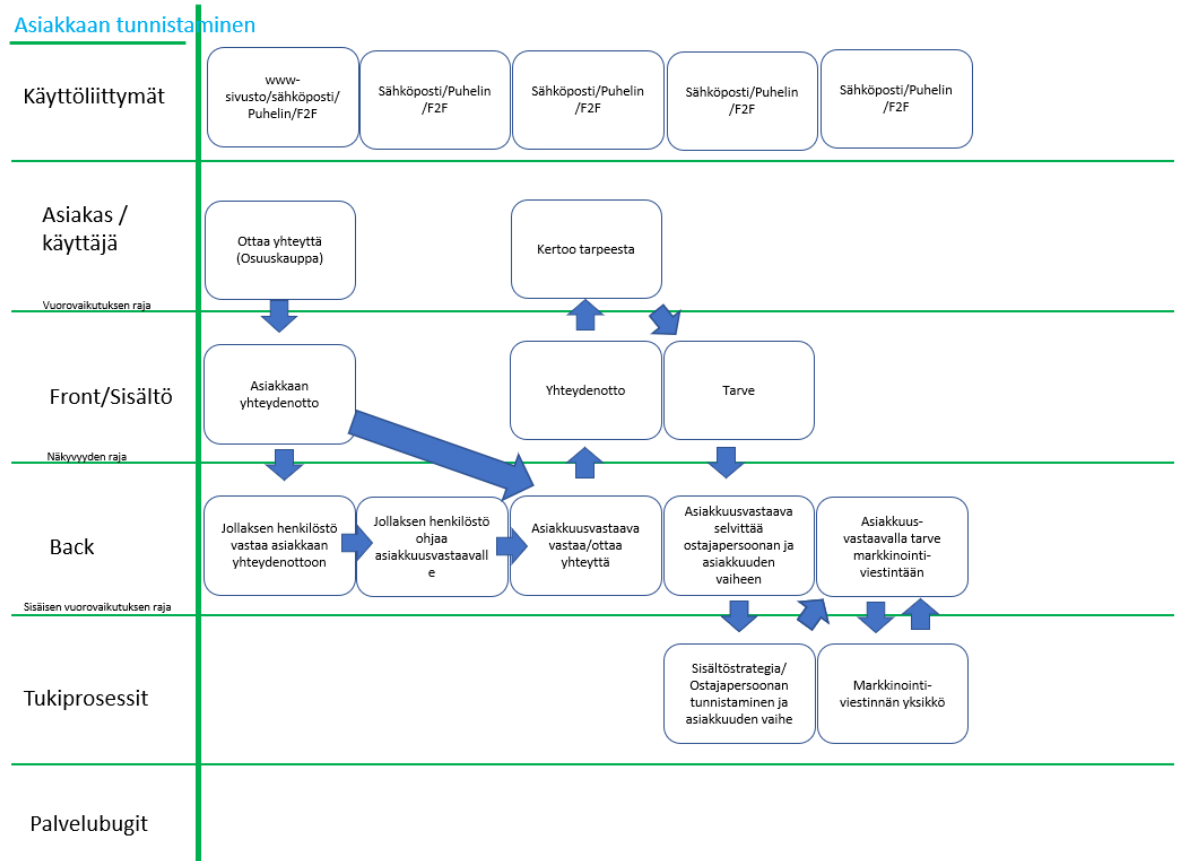 Asiakkaan tunnistaminen
Käyttöliittymät
www-
sivusto/sähköposti/
Puhelin/F2F
Sähköposti/Puhelin
/F2F
Sähköposti/Puhelin
/F2F
Sähköposti/Puhelin
/F2F
Sähköposti/Puhelin
/F2F
Asiakas /
käyttäjä
Ottaa yhteyttä
(Osuuskauppa)
Kertoo tarpeesta
Vuorovaikutuksen raja
Front/Sisältö
Asiakkaan
yhteydenotto
Yhteydenotto
Tarve
Näkyvyyden raja
Back
Jollaksen henkilöstö
vastaa asiakkaan
yhteydenottoon
Jollaksen henkilöstö
ohjaa
asiakkuusvastaavall
e
Asiakkuusvastaava
vastaa/ottaa
yhteyttä
Asiakkuusvastaava
selvittää
ostajapersoonan ja
asiakkuuden
vaiheen
Asiakkuus-
vastaavalla tarve
markkinointi-
viestintään
Sisäisen vuorovaikutuksen raja
Tukiprosessit
Sisältöstrategia/
Ostajapersoonan
tunnistaminen ja
asiakkuuden vaihe
Markkinointi-
viestinnän yksikkö
Palvelubugit